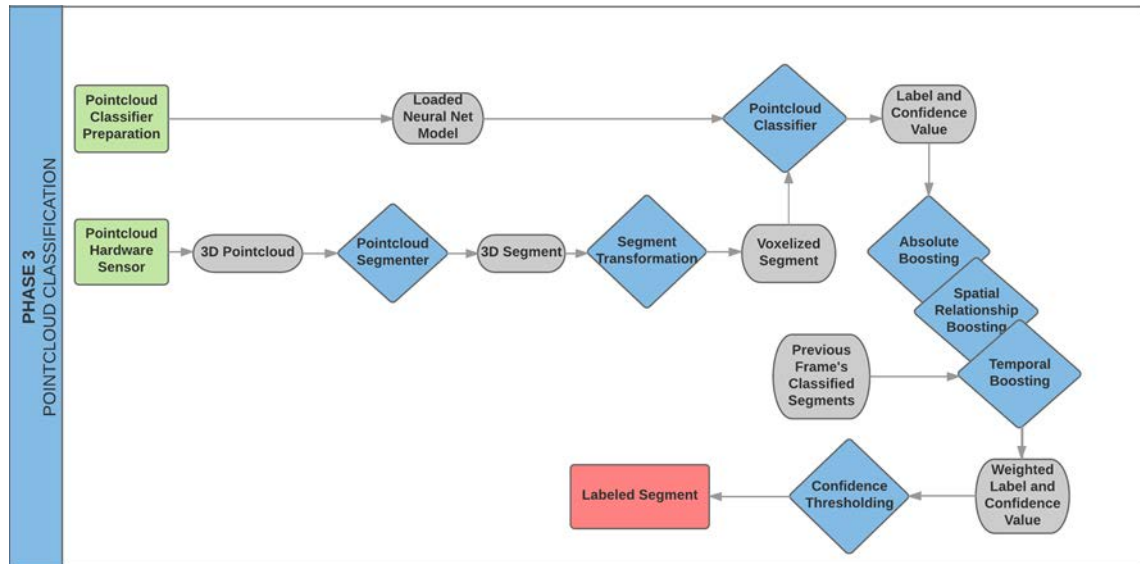 PHASE 3
POINTCLOUD CLASSIFICATION
Pointcloud
Classifier
Preparation
Loaded
Neural Net
Model
Pointcloud
Classifier
Label and
Confidence
Value
Pointcloud
Hardware
Sensor
3D Pointcloud
Pointcloud
Segmenter
3D Segment
Segment
Transformation
Voxelized
Segment
Absolute
Boosting
Spatial
Relationship
Boosting
Temporal
Boosting
Previous
Frame's
Classified
Segments
Weighted
Label and
Confidence
Value
Confidence
Thresholding
Labeled Segment